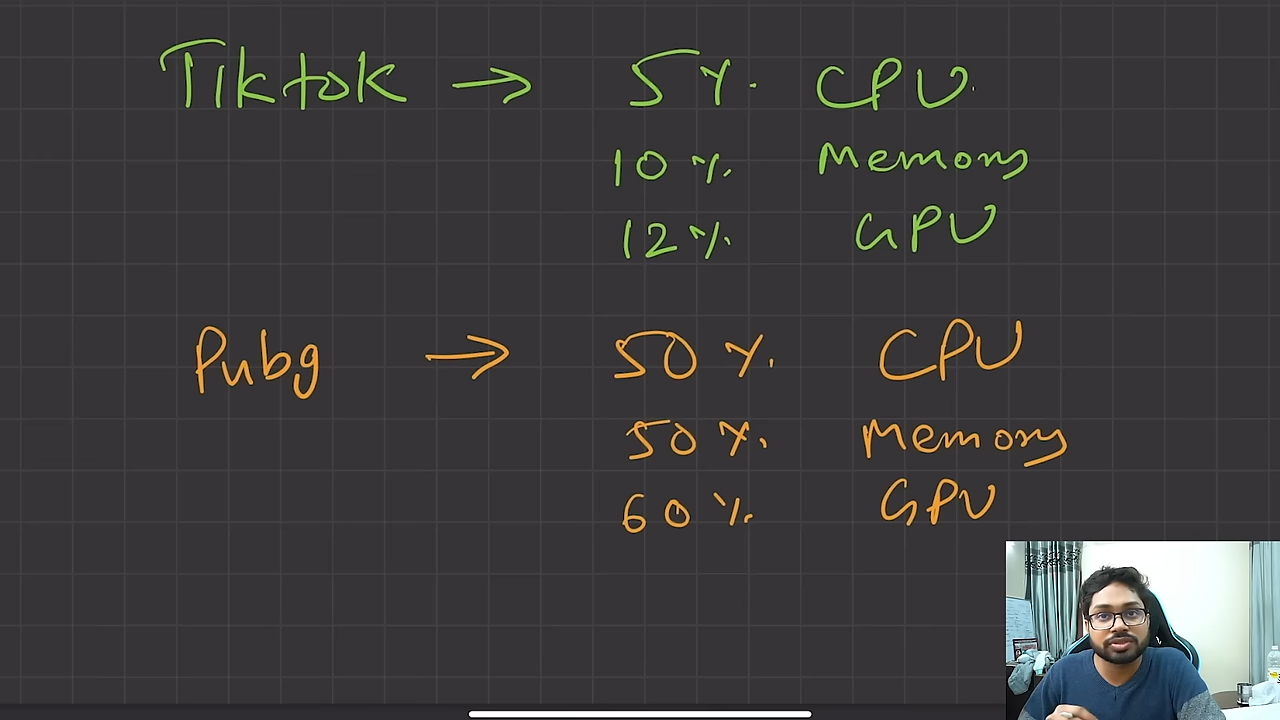 Tiktok → 5%. CPU.
10%. Memory
12%. GPU
Pubg → 50%. CPU
50%. Memory
60%. GPU